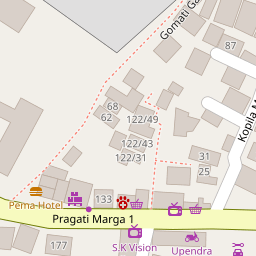 Gomati Ga
87
68
62
122/49
Kopila M
122/43
122/31
31
25
Pema Hotel
133
Pragati Marga 1
177
S.K Vision
Upendra